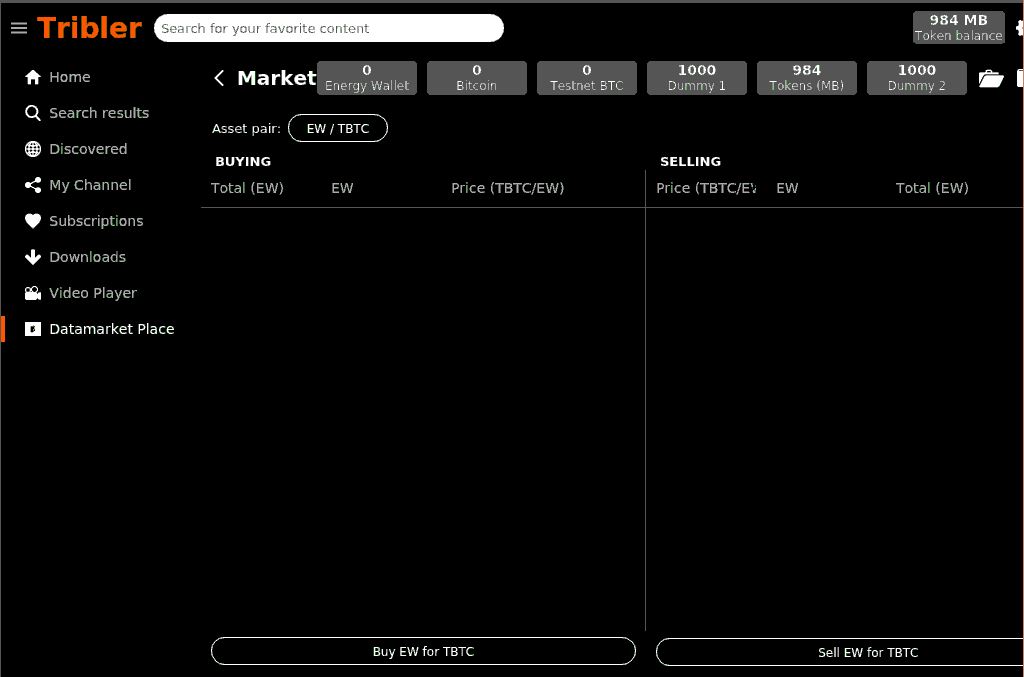 Tribler
Search for your favorite content
984 MB
Token balance
Home
Search results
Discovered
My Channel
Subscriptions
Downloads
Video Player
Datamarket Place
Market
0
Energy Wallet
0
Bitcoin
0
Testnet BTC
1000
Dummy 1
984
Tokens (MB)
1000
Dummy 2
Asset pair: EW / TBTC
BUYING
Total (EW) EW Price (TBTC/EW)
SELLING
Price (TBTC/EW EW Total (EW)
Buy EW for TBTC
Sell EW for TBTC